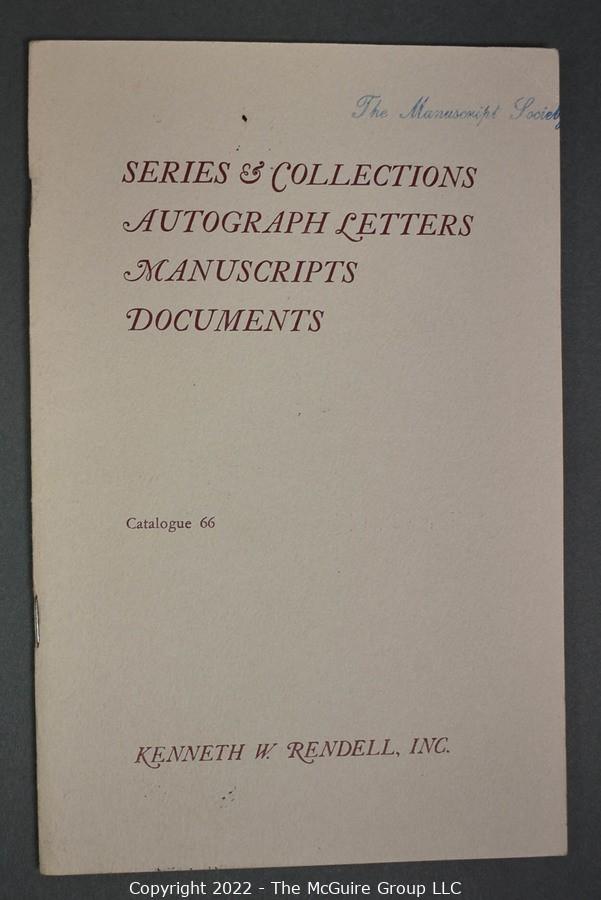 The Manuscript Society
SERIES & COLLECTIONS
AUTOGRAPH LETTERS
MANUSCRIPTS
DOCUMENTS
Catalogue 66
KENNETH W. RENDELL, INC.
Copyright 2022 - The McGuire Group LLC